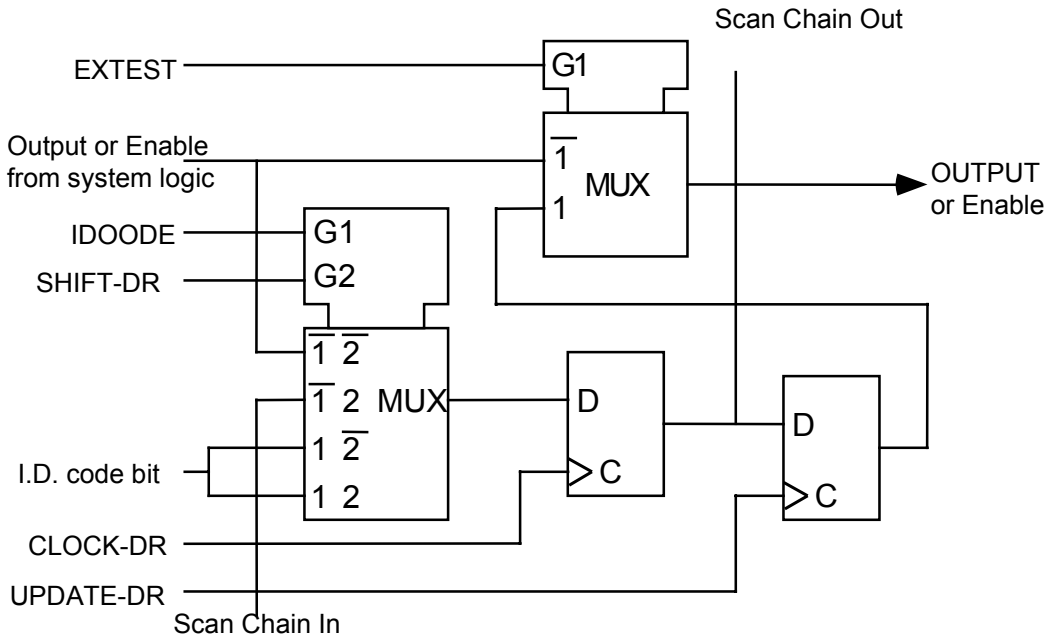 Scan Chain Out
EXTEST
G1
Output or Enable
from system logic
1
MUX
1
OUTPUT
or Enable
IDOODE
G1
SHIFT-DR
G2
1 2
1 2 MUX
1 2
1 2
I.D. code bit
D
C
D
C
CLOCK-DR
UPDATE-DR
Scan Chain In